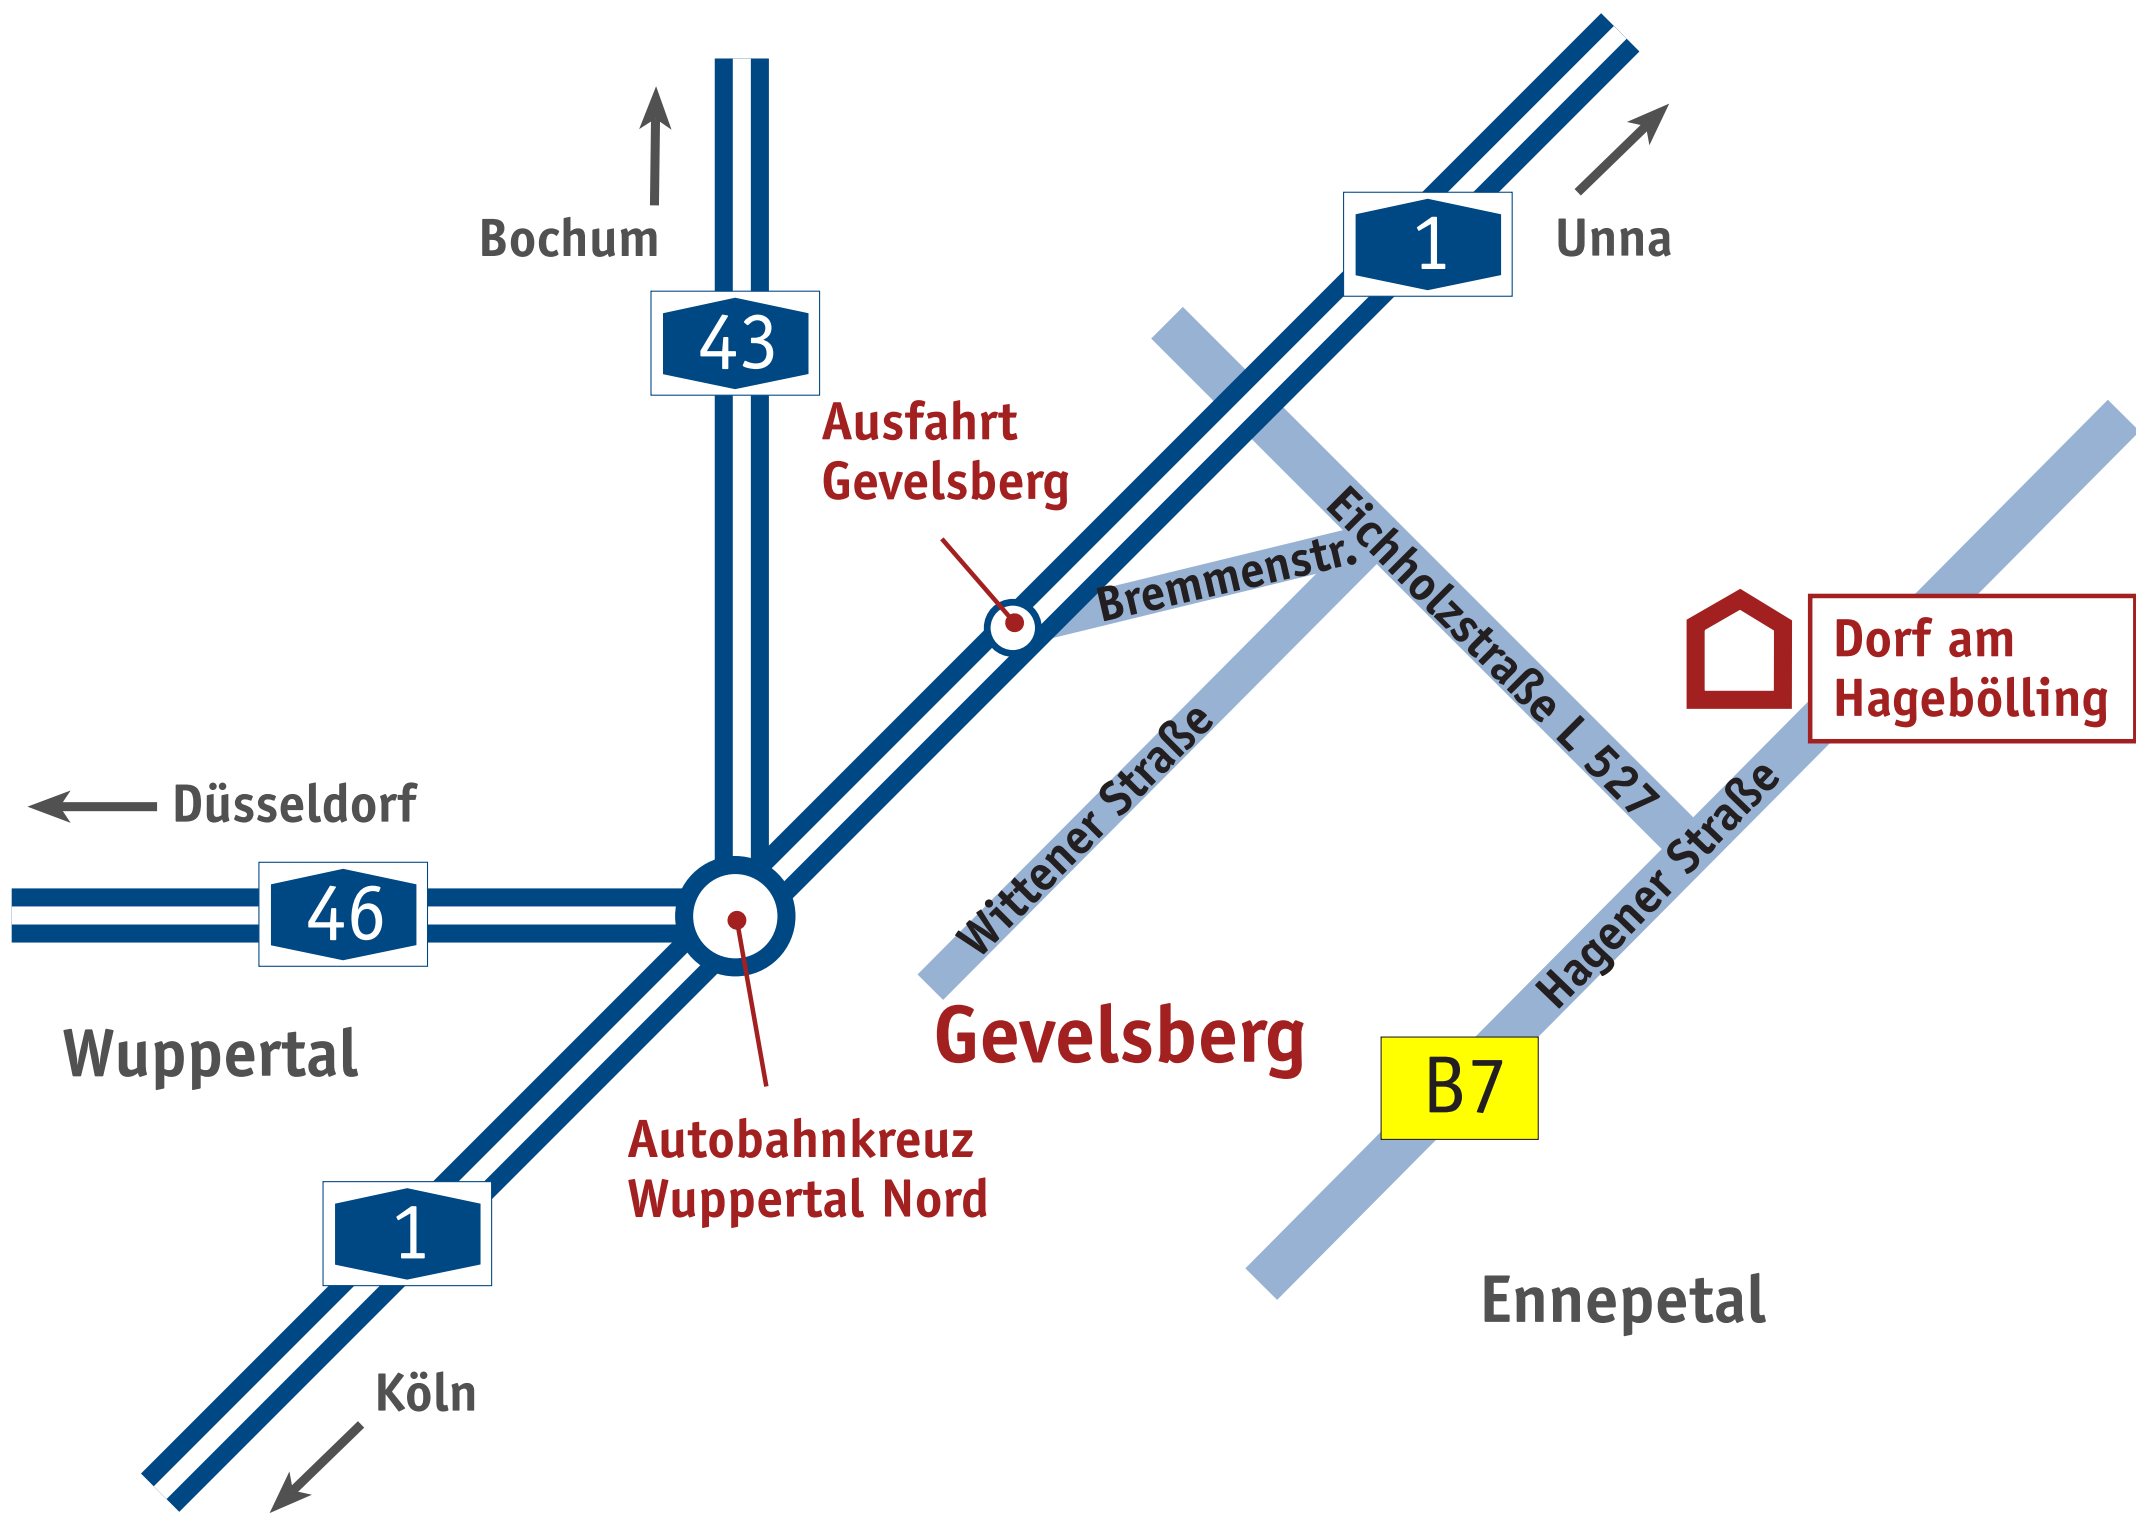 Bochum
43
1
Unna
Ausfahrt
Gevelsberg
Bremmenstr.
Eichholzstraße L 527
Dorf am
Hagebölling
Wittener Straße
Hagener Straße
Düsseldorf
46
Wuppertal
Gevelsberg
B7
Autobahnkreuz
Wuppertal Nord
1
Ennepetal
Köln